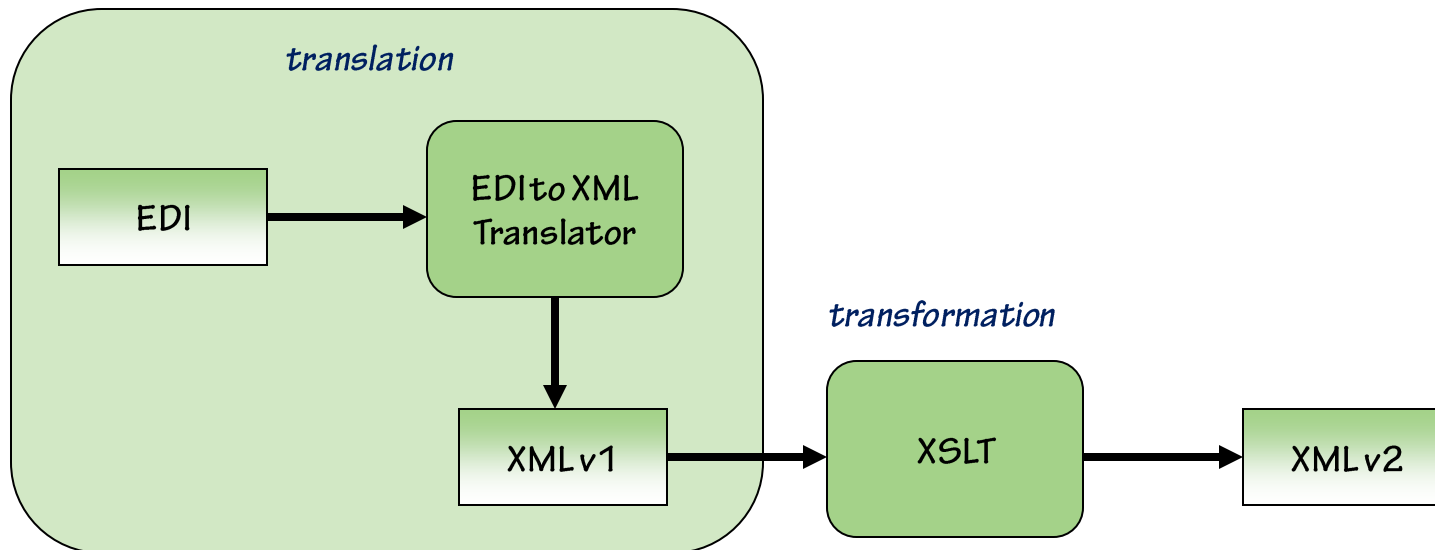 translation
EDI to XML
Translator
EDI
transformation
XML v1
XSLT
XML v2